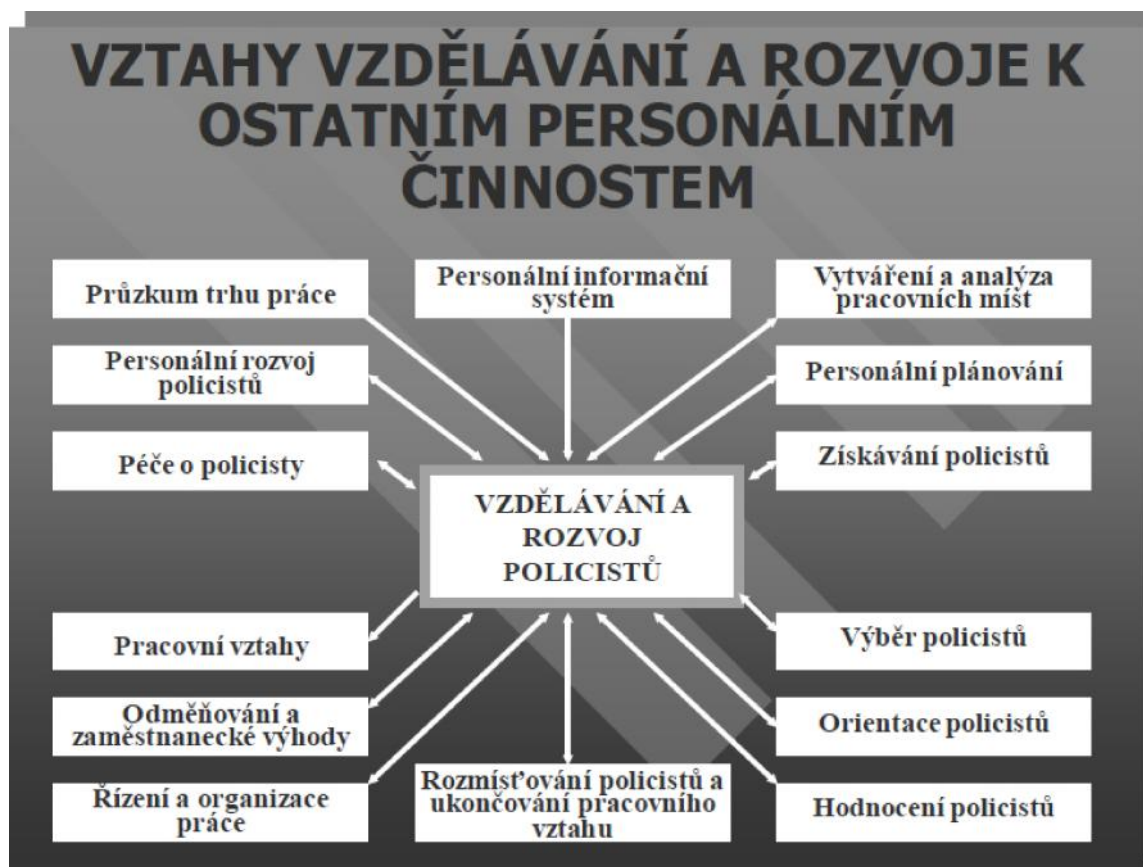 VZTAHY VZDĚLÁVÁNÍ A ROZVOJE K
OSTATNÍM PERSONÁLNÍM
ČINNOSTEM
Průzkum trhu práce
Personální informační
systém
Vytváření a analýza
pracovních míst
Personální rozvoj
policistů
Personální plánování
Péče o policisty
Získávání policistů
VZDĚLÁVÁNÍ A
ROZVOJ
POLICISTŮ
Pracovní vztahy
Výběr policistů
Odměňování a
zaměstnanecké výhody
Orientace policistů
Řízení a organizace
práce
Rozmísťování policistů a
ukončování pracovního
vztahu
Hodnocení policistů